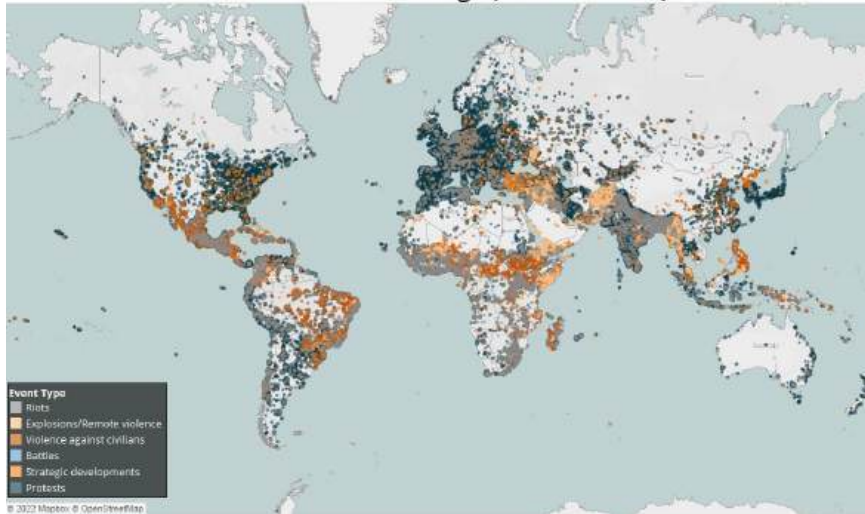 Event Type
Riots
Explosions/Remote violence
Violence against civilians
Battles
Strategic developments
Protests
© 2022 Mapbox © OpenStreetMap